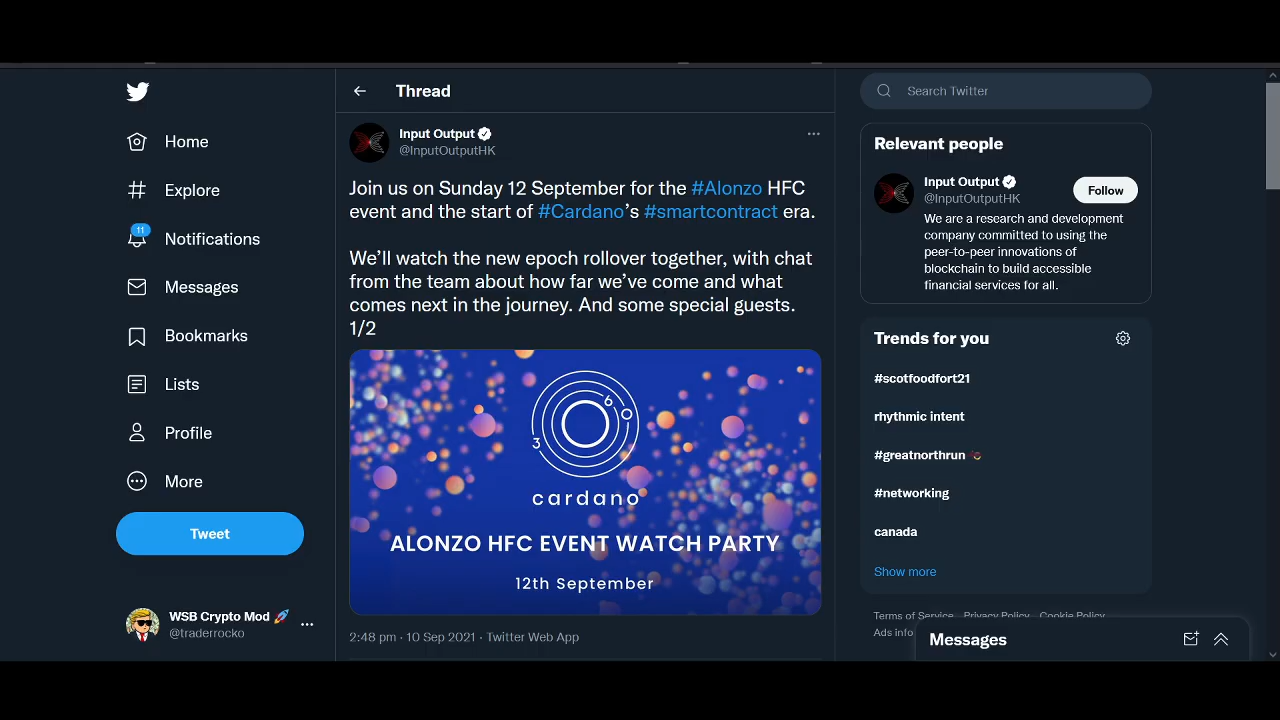 Home
Explore
11
Notifications
Messages
Bookmarks
Lists
Profile
More
Tweet
WSB Crypto Mod 🚀
@traderrocko
Thread
Input Output
@InputOutputHK
Join us on Sunday 12 September for the #Alonzo HFC
event and the start of #Cardano’s #smartcontract era.
We’ll watch the new epoch rollover together, with chat
from the team about how far we’ve come and what
comes next in the journey. And some special guests.
1/2
360
cardano
ALONZO HFC EVENT WATCH PARTY
12th September
2:48 pm · 10 Sep 2021 · Twitter Web App
Search Twitter
Relevant people
Input Output
@InputOutputHK
Follow
We are a research and development
company committed to using the
peer-to-peer innovations of
blockchain to build accessible
financial services for all.
Trends for you
#scotfoodfort21
rhythmic intent
#greatnorthrun
#networking
canada
Show more
Terms of Service Privacy Policy Cookie Policy
Ads info
Messages